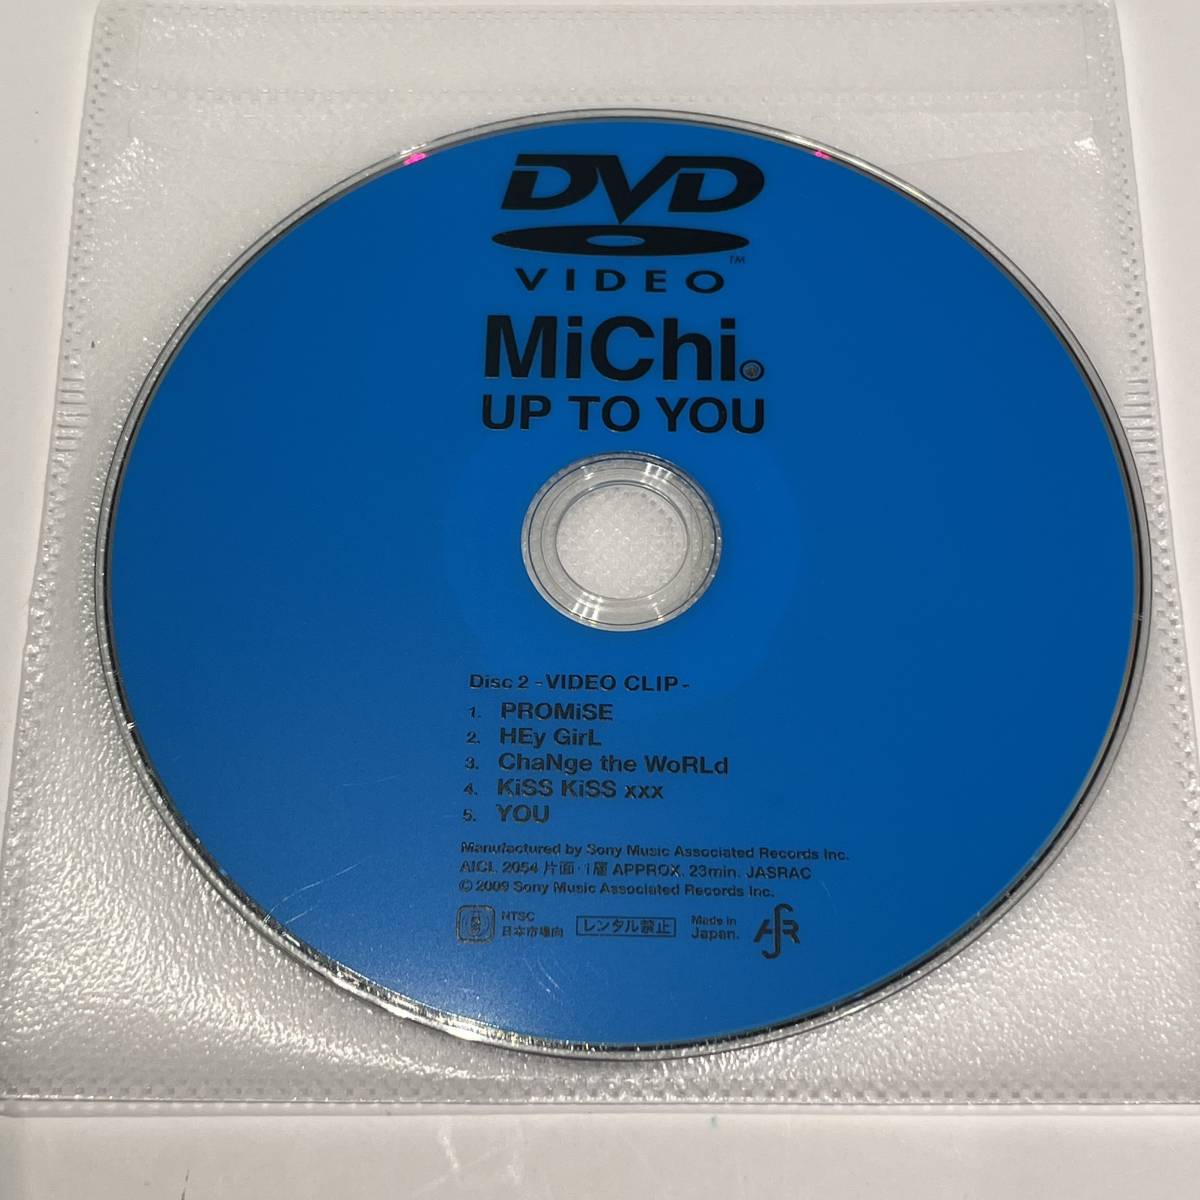 DVD
VIDEO
TM
MiChi.
UP TO YOU
Disc 2 -VIDEO CLIP-
1. PROMiSE
2. HEy GirL
3. ChaNge the WoRLd
4. KiSS KiSS xxx
5. YOU
Manufactured by Sony Music Associated Records Inc.
AICL 2054 片面・1層 APPROX. 23min. JASRAC
© 2009 Sony Music Associated Records Inc.
NTSC
日本市場向
レンタル禁止
Made in
Japan.